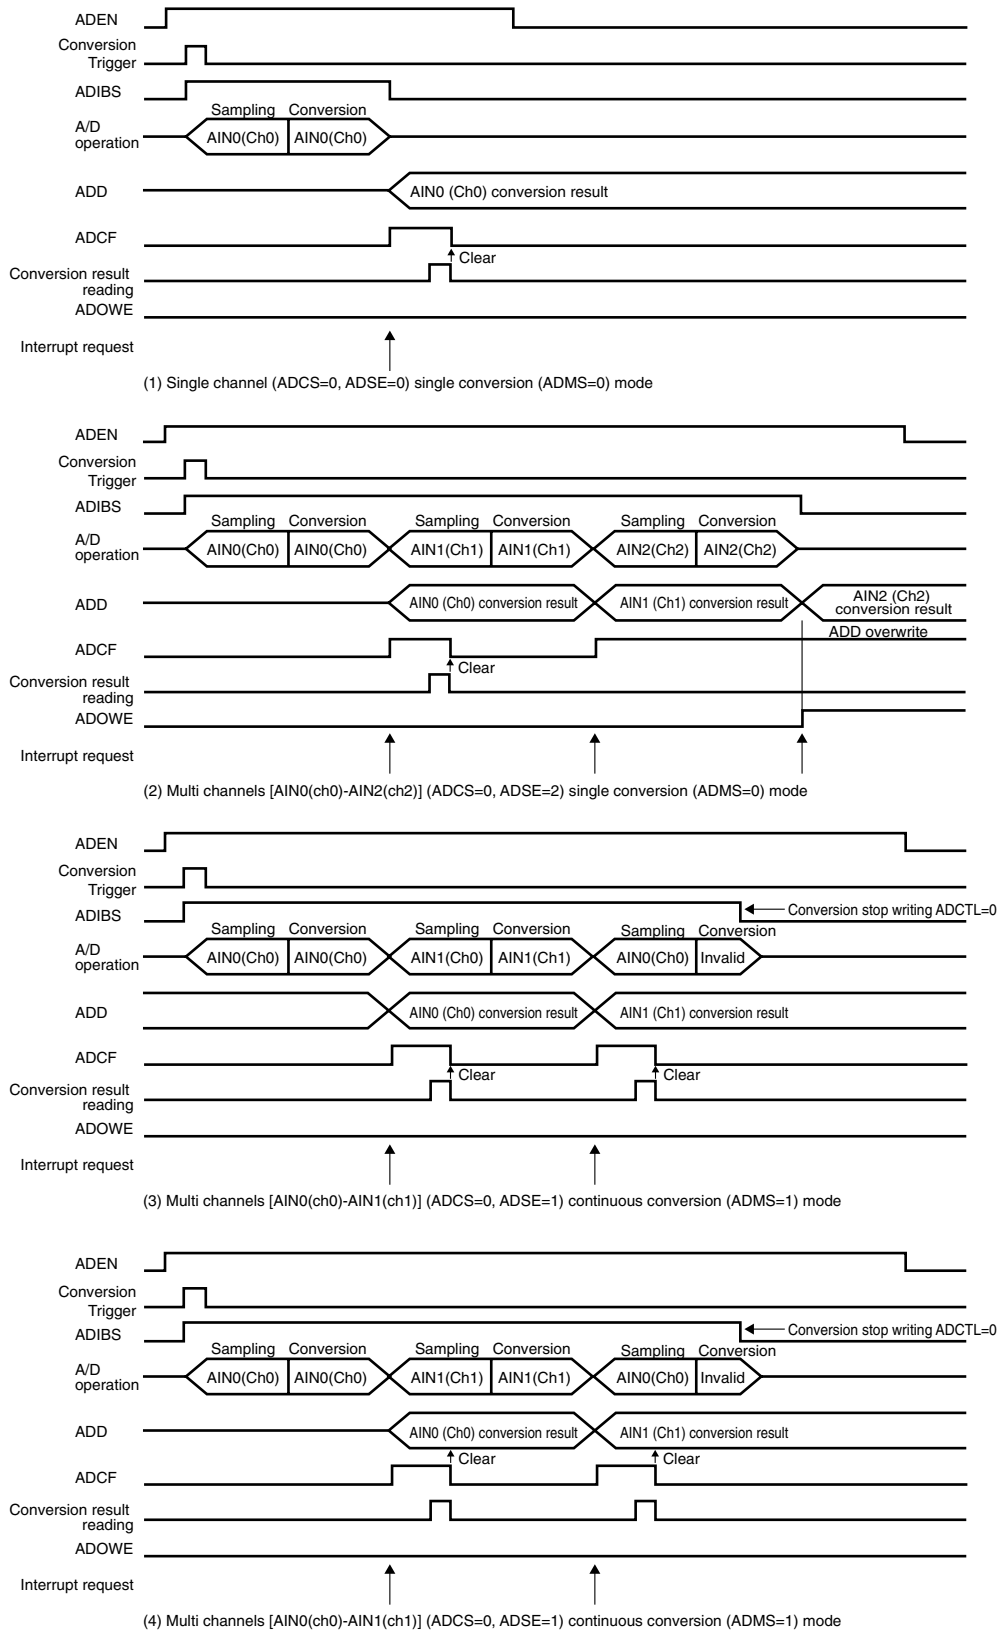 ADEN
Conversion
Trigger
ADIBS
Sampling Conversion
A/D
operation
AIN0(Ch0) AIN0(Ch0)
ADD
AIN0 (Ch0) conversion result
ADCF
Clear
Conversion result
reading
ADOWE
Interrupt request
(1) Single channel (ADCS=0, ADSE=0) single conversion (ADMS=0) mode
ADEN
Conversion
Trigger
ADIBS
Sampling Conversion Sampling Conversion Sampling Conversion
A/D
operation
AIN0(Ch0) AIN0(Ch0) AIN1(Ch1) AIN1(Ch1) AIN2(Ch2) AIN2(Ch2)
ADD
AIN0 (Ch0) conversion result AIN1 (Ch1) conversion result
AIN2 (Ch2)
conversion result
ADD overwrite
ADCF
Clear
Conversion result
reading
ADOWE
Interrupt request
(2) Multi channels [AIN0(ch0)-AIN2(ch2)] (ADCS=0, ADSE=2) single conversion (ADMS=0) mode
ADEN
Conversion
Trigger
ADIBS
Conversion stop writing ADCTL=0
Sampling Conversion Sampling Conversion Sampling Conversion
A/D
operation
AIN0(Ch0) AIN0(Ch0) AIN1(Ch0) AIN1(Ch1) AIN0(Ch0) Invalid
ADD
AIN0 (Ch0) conversion result AIN1 (Ch1) conversion result
ADCF
Clear Clear
Conversion result
reading
ADOWE
Interrupt request
(3) Multi channels [AIN0(ch0)-AIN1(ch1)] (ADCS=0, ADSE=1) continuous conversion (ADMS=1) mode
ADEN
Conversion
Trigger
ADIBS
Conversion stop writing ADCTL=0
Sampling Conversion Sampling Conversion Sampling Conversion
A/D
operation
AIN0(Ch0) AIN0(Ch0) AIN1(Ch1) AIN1(Ch1) AIN0(Ch0) Invalid
ADD
AIN0 (Ch0) conversion result AIN1 (Ch1) conversion result
Clear Clear
ADCF
Conversion result
reading
ADOWE
Interrupt request
(4) Multi channels [AIN0(ch0)-AIN1(ch1)] (ADCS=0, ADSE=1) continuous conversion (ADMS=1) mode